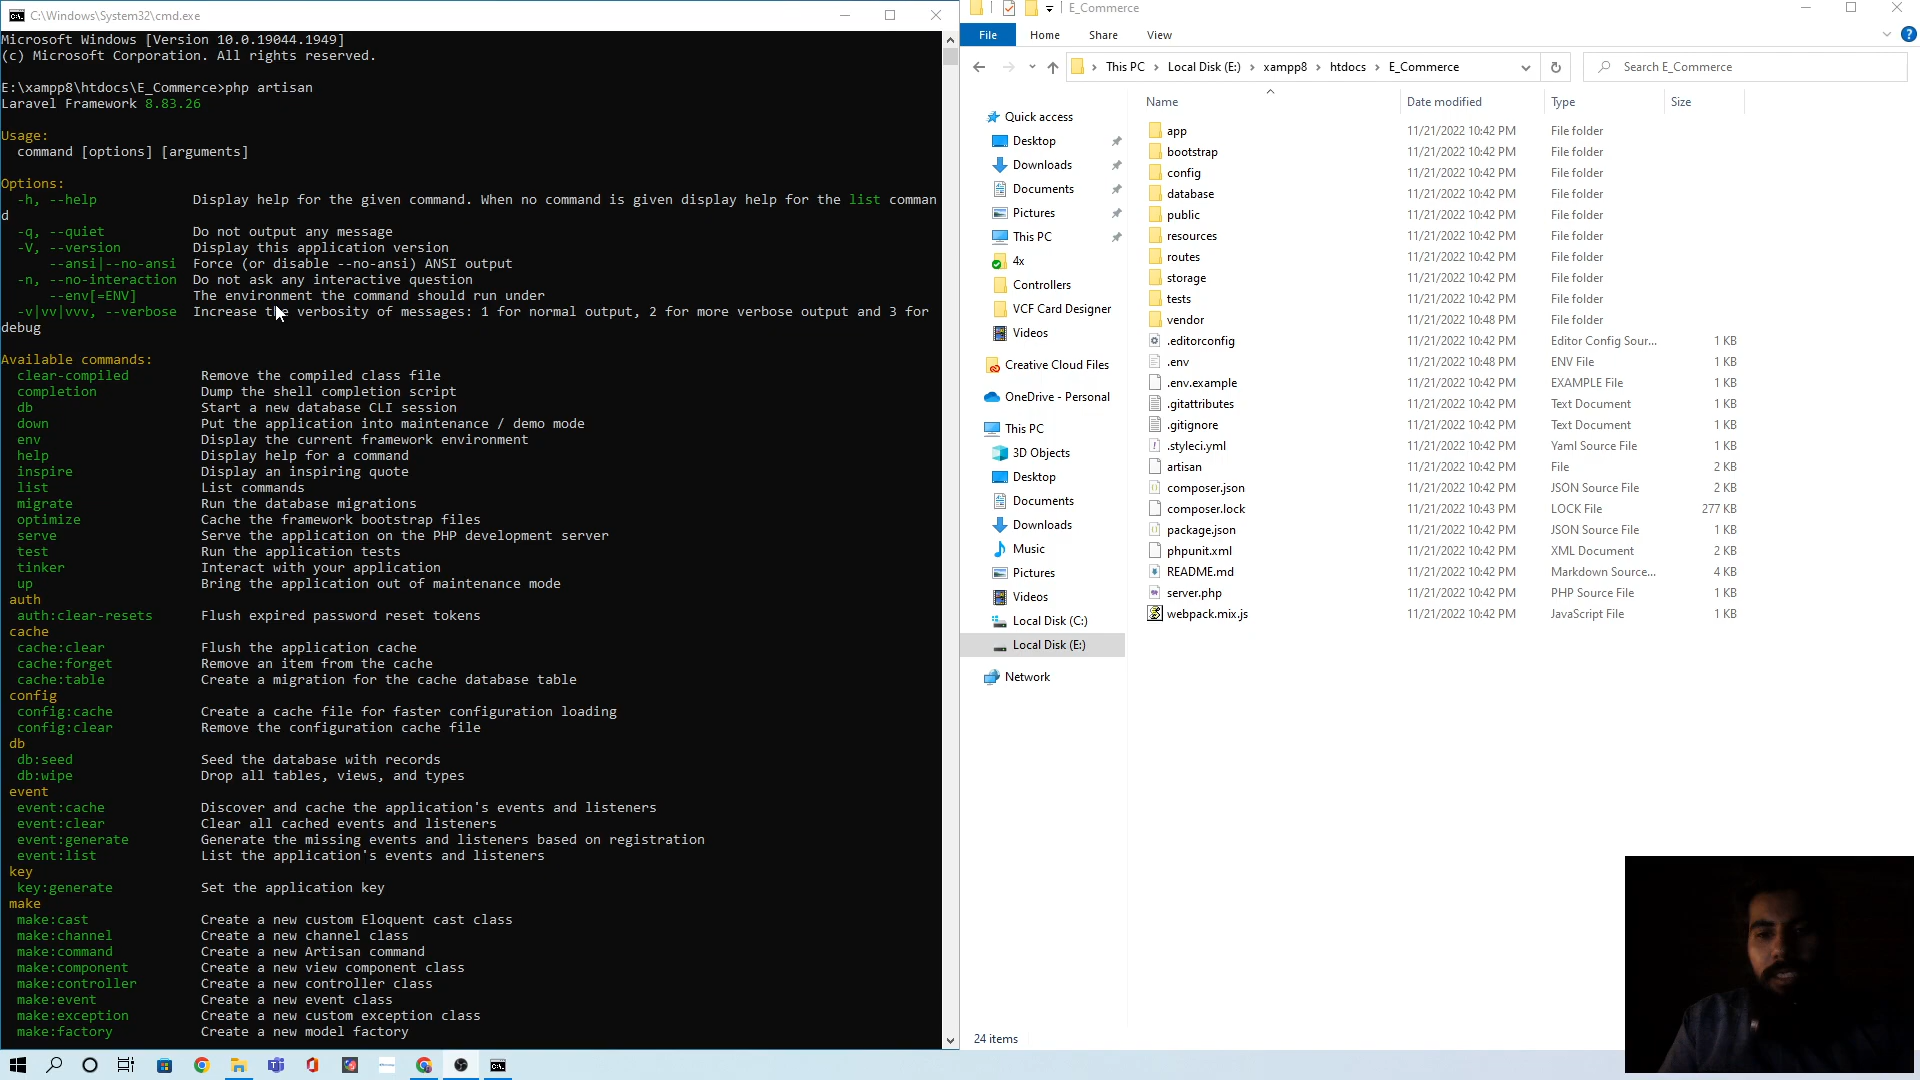 C:\Windows\System32\cmd.exe
Microsoft Windows [Version 10.0.19044.1949]
(c) Microsoft Corporation. All rights reserved.
E:\xampp8\htdocs\E_Commerce>php artisan
Laravel Framework 8.83.26
Usage:
command [options] [arguments]
Options:
-h, --help Display help for the given command. When no command is given display help for the list comman
d
-q, --quiet Do not output any message
-V, --version Display this application version
--ansi|--no-ansi Force (or disable --no-ansi) ANSI output
-n, --no-interaction Do not ask any interactive question
--env[=ENV] The environment the command should run under
-v|vv|vvv, --verbose Increase the verbosity of messages: 1 for normal output, 2 for more verbose output and 3 for
debug
Available commands:
clear-compiled Remove the compiled class file
completion Dump the shell completion script
db Start a new database CLI session
down Put the application into maintenance / demo mode
env Display the current framework environment
help Display help for a command
inspire Display an inspiring quote
list List commands
migrate Run the database migrations
optimize Cache the framework bootstrap files
serve Serve the application on the PHP development server
test Run the application tests
tinker Interact with your application
up Bring the application out of maintenance mode
auth
auth:clear-resets Flush expired password reset tokens
cache
cache:clear Flush the application cache
cache:forget Remove an item from the cache
cache:table Create a migration for the cache database table
config
config:cache Create a cache file for faster configuration loading
config:clear Remove the configuration cache file
db
db:seed Seed the database with records
db:wipe Drop all tables, views, and types
event
event:cache Discover and cache the application's events and listeners
event:clear Clear all cached events and listeners
event:generate Generate the missing events and listeners based on registration
event:list List the application's events and listeners
key
key:generate Set the application key
make
make:cast Create a new custom Eloquent cast class
make:channel Create a new channel class
make:command Create a new Artisan command
make:component Create a new view component class
make:controller Create a new controller class
make:event Create a new event class
make:exception Create a new custom exception class
make:factory Create a new model factory
E_Commerce
File Home Share View
This PC > Local Disk (E:) > xampp8 > htdocs > E_Commerce
Search E_Commerce
Quick access
Desktop
Downloads
Documents
Pictures
This PC
4x
Controllers
VCF Card Designer
Videos
Creative Cloud Files
OneDrive - Personal
This PC
3D Objects
Desktop
Documents
Downloads
Music
Pictures
Videos
Local Disk (C:)
Local Disk (E:)
Network
Name Date modified Type Size
app 11/21/2022 10:42 PM File folder
bootstrap 11/21/2022 10:42 PM File folder
config 11/21/2022 10:42 PM File folder
database 11/21/2022 10:42 PM File folder
public 11/21/2022 10:42 PM File folder
resources 11/21/2022 10:42 PM File folder
routes 11/21/2022 10:42 PM File folder
storage 11/21/2022 10:42 PM File folder
tests 11/21/2022 10:42 PM File folder
vendor 11/21/2022 10:48 PM File folder
.editorconfig 11/21/2022 10:42 PM Editor Config Sour... 1 KB
.env 11/21/2022 10:48 PM ENV File 1 KB
.env.example 11/21/2022 10:42 PM EXAMPLE File 1 KB
.gitattributes 11/21/2022 10:42 PM Text Document 1 KB
.gitignore 11/21/2022 10:42 PM Text Document 1 KB
.styleci.yml 11/21/2022 10:42 PM Yaml Source File 1 KB
artisan 11/21/2022 10:42 PM File 2 KB
composer.json 11/21/2022 10:42 PM JSON Source File 2 KB
composer.lock 11/21/2022 10:43 PM LOCK File 277 KB
package.json 11/21/2022 10:42 PM JSON Source File 1 KB
phpunit.xml 11/21/2022 10:42 PM XML Document 2 KB
README.md 11/21/2022 10:42 PM Markdown Source... 4 KB
server.php 11/21/2022 10:42 PM PHP Source File 1 KB
webpack.mix.js 11/21/2022 10:42 PM JavaScript File 1 KB
24 items